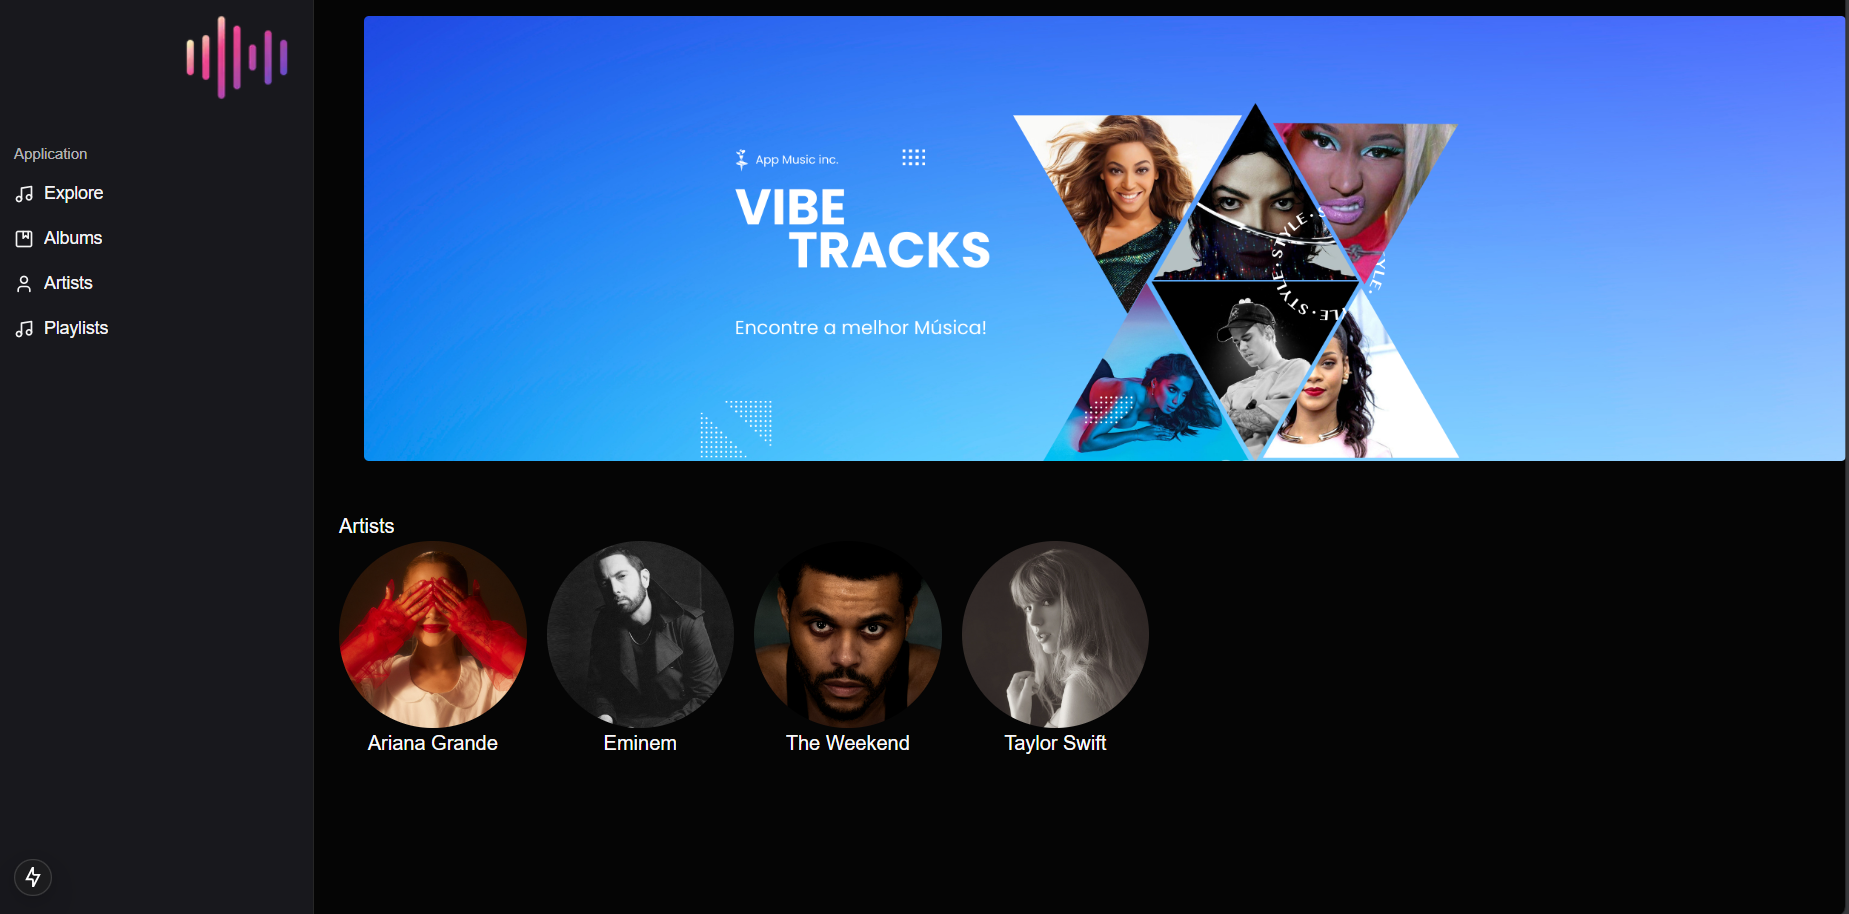 Application
Explore
Albums
Artists
Playlists
App Music inc.
VIBE
TRACKS
Encontre a melhor Música!
STYLE · STYLE · STYLE ·
Artists
Ariana Grande
Eminem
The Weekend
Taylor Swift